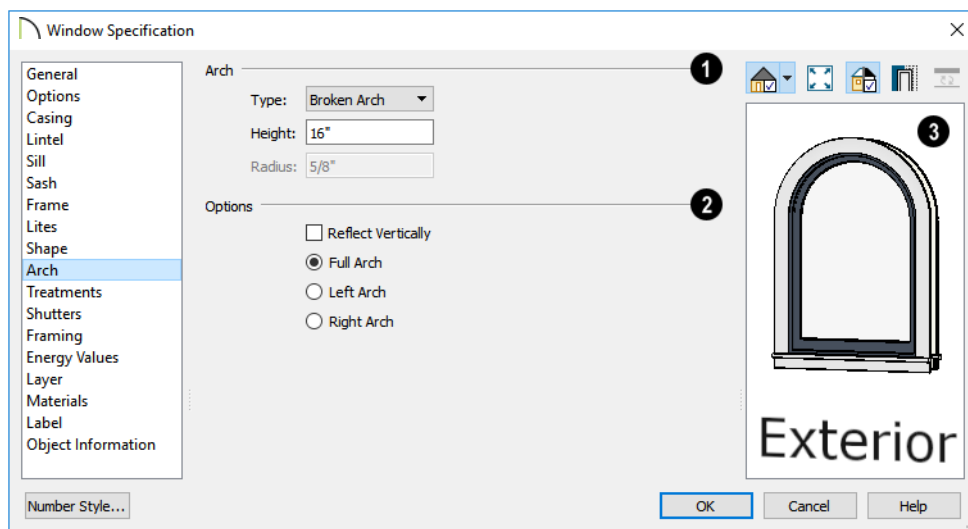 Window Specification
General
Options
Casing
Lintel
Sill
Sash
Frame
Lites
Shape
Arch
Treatments
Shutters
Framing
Energy Values
Layer
Materials
Label
Object Information
Arch
1
Type: Broken Arch
Height: 16"
Radius: 5/8"
Options
2
Reflect Vertically
Full Arch
Left Arch
Right Arch
3
Exterior
Number Style...
OK
Cancel
Help